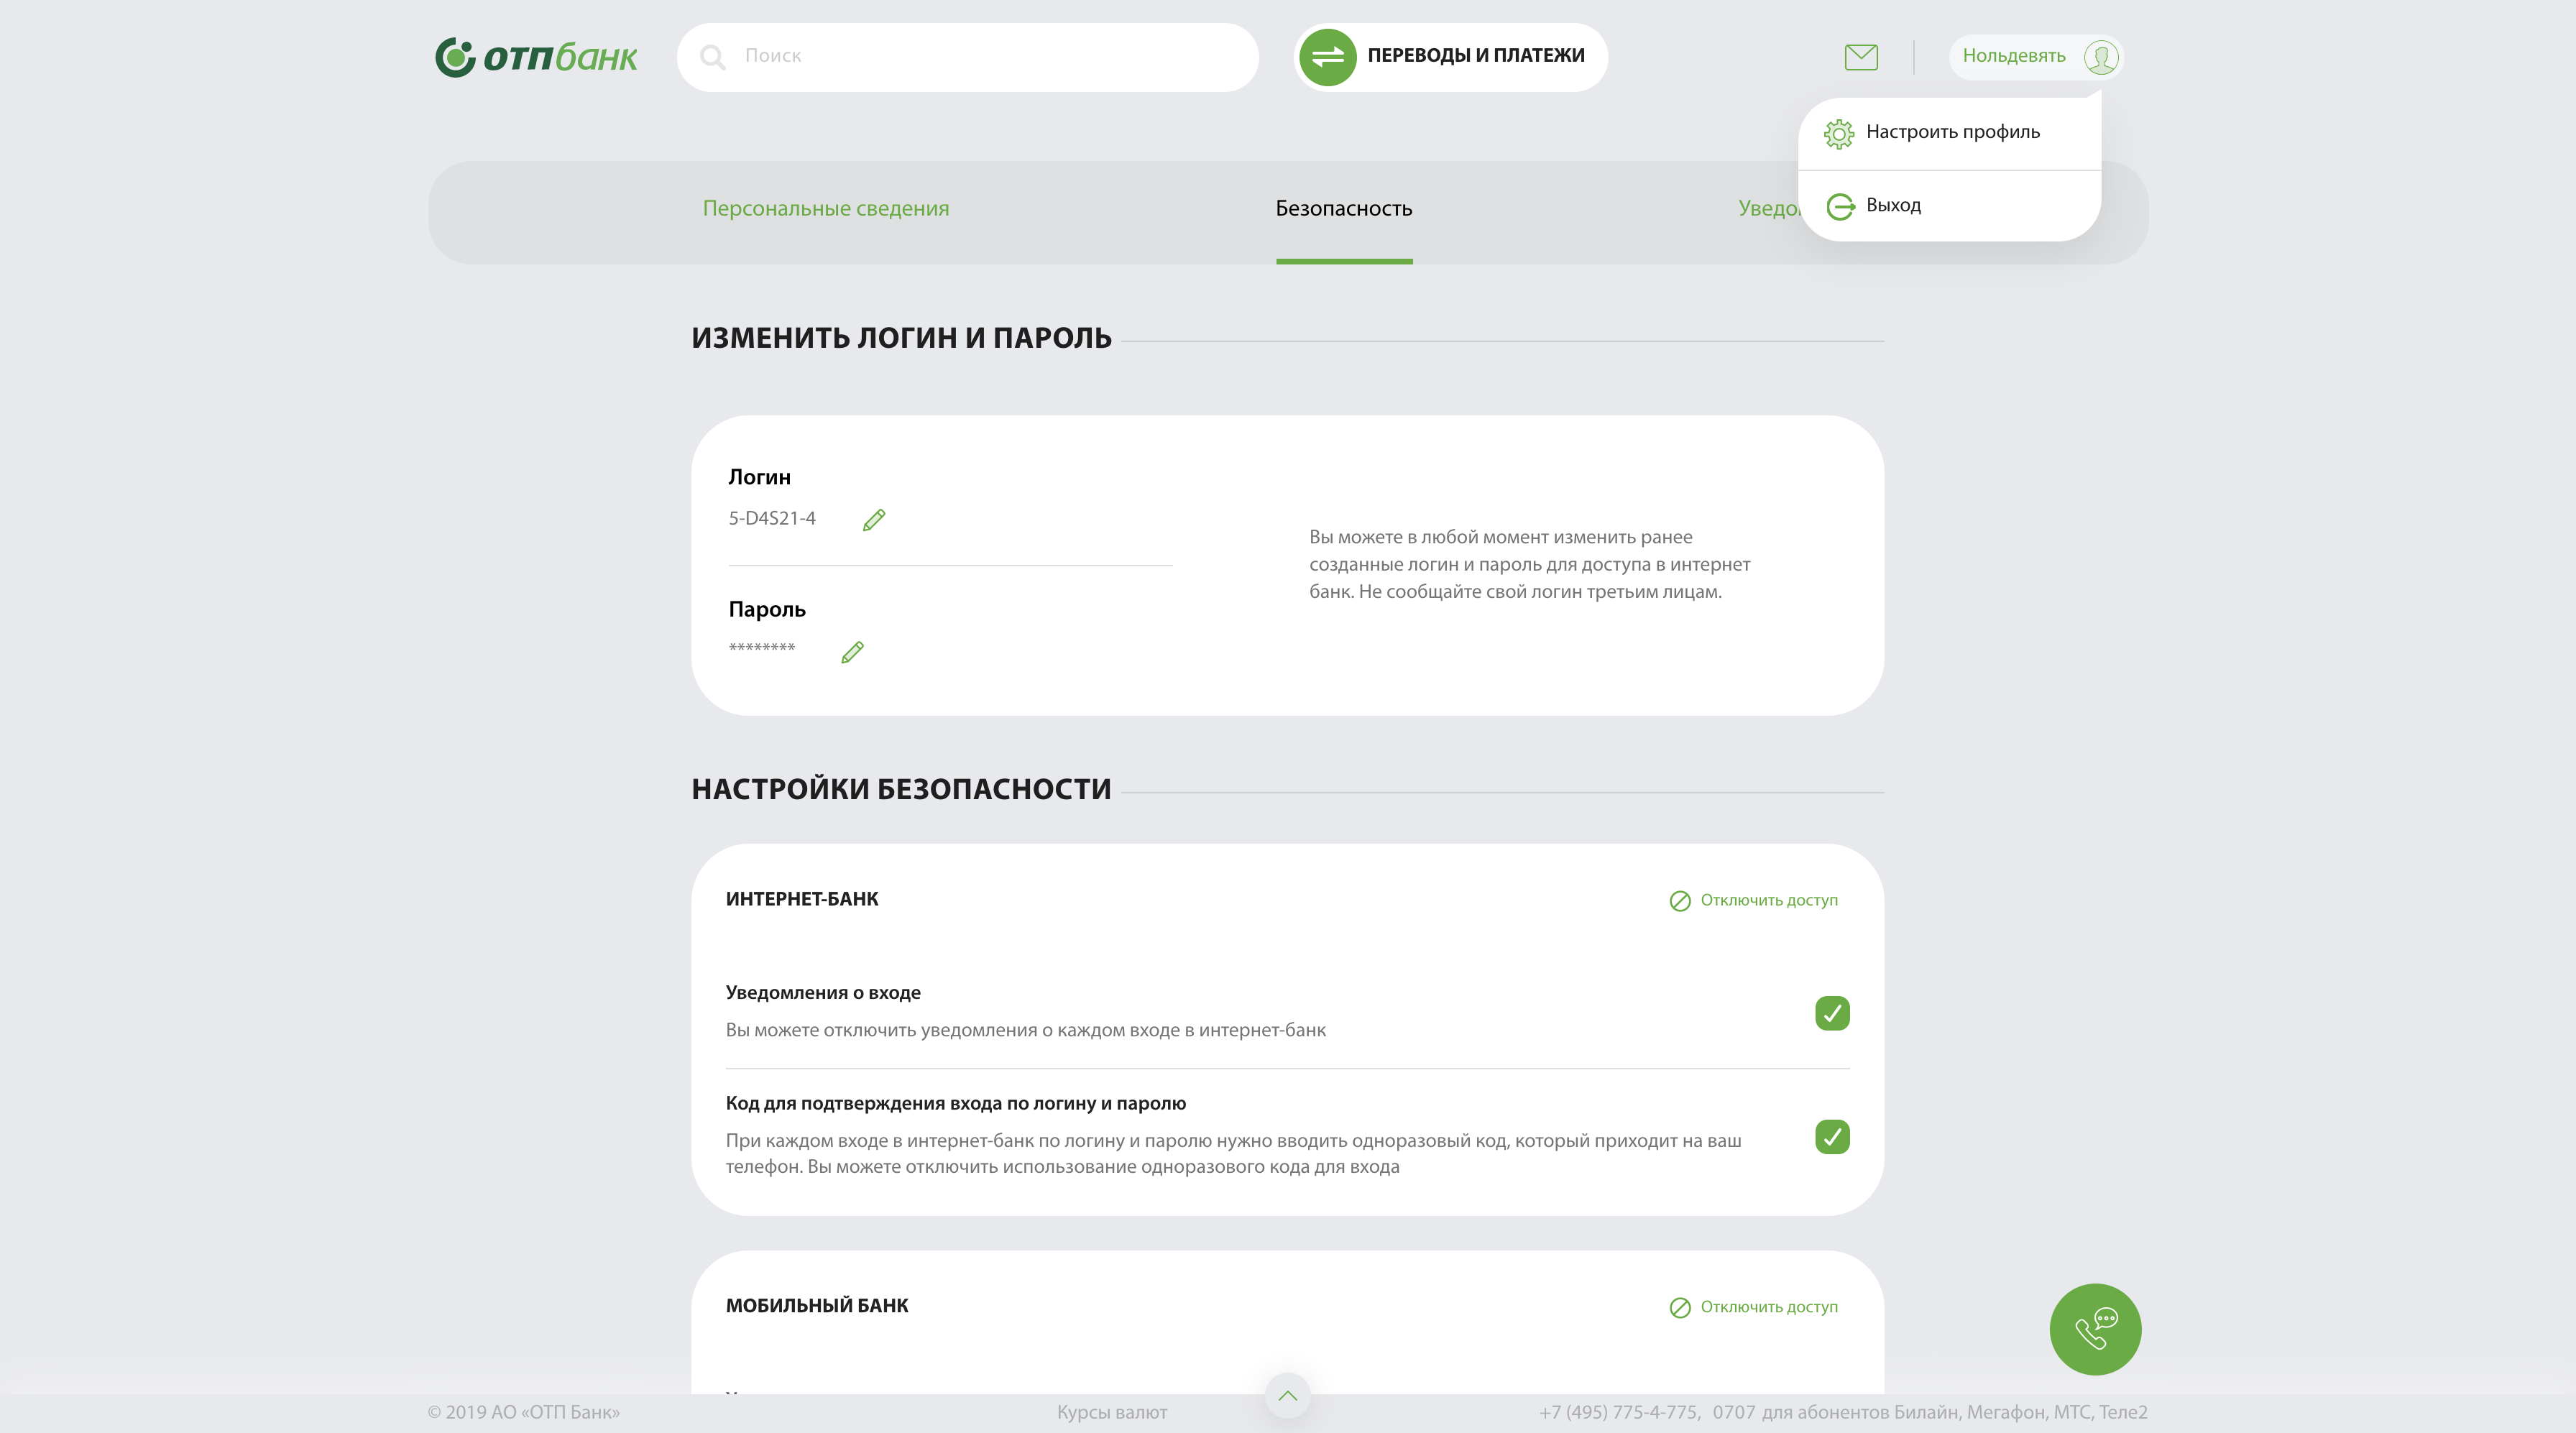 отпбанк
Поиск
ПЕРЕВОДЫ И ПЛАТЕЖИ
Нольдевять
Настроить профиль
Выход
Персональные сведения
Безопасность
ИЗМЕНИТЬ ЛОГИН И ПАРОЛЬ
Логин
5-D4S21-4
Пароль
********
Вы можете в любой момент изменить ранее
созданные логин и пароль для доступа в интернет
банк. Не сообщайте свой логин третьим лицам.
НАСТРОЙКИ БЕЗОПАСНОСТИ
ИНТЕРНЕТ-БАНК
Отключить доступ
Уведомления о входе
Вы можете отключить уведомления о каждом входе в интернет-банк
Код для подтверждения входа по логину и паролю
При каждом входе в интернет-банк по логину и паролю нужно вводить одноразовый код, который приходит на ваш
телефон. Вы можете отключить использование одноразового кода для входа
МОБИЛЬНЫЙ БАНК
Отключить доступ
© 2019 АО «ОТП Банк»
Курсы валют
+7 (495) 775-4-775, 0707 для абонентов Билайн, Мегафон, МТС, Теле2